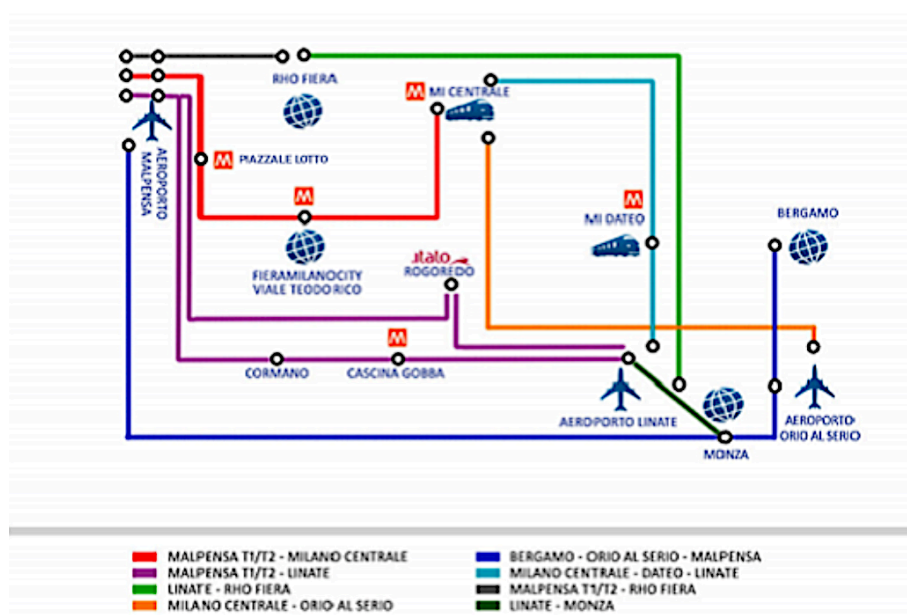 RHO FIERA
M MI CENTRALE
AEROPORTO
MALPENSA
M PIAZZALE LOTTO
M
FIERAMILANOCITY
VIALE TEODORICO
M
MI DATEO
BERGAMO
italo
ROGOREDO
M
CORMANO
CASCINA GOBBA
AEROPORTO LINATE
MONZA
AEROPORTO
ORIO AL SERIO
MALPENSA T1/T2 - MILANO CENTRALE
MALPENSA T1/T2 - LINATE
LINATE - RHO FIERA
MILANO CENTRALE - ORIO AL SERIO
BERGAMO - ORIO AL SERIO - MALPENSA
MILANO CENTRALE - DATEO - LINATE
MALPENSA T1/T2 - RHO FIERA
LINATE - MONZA